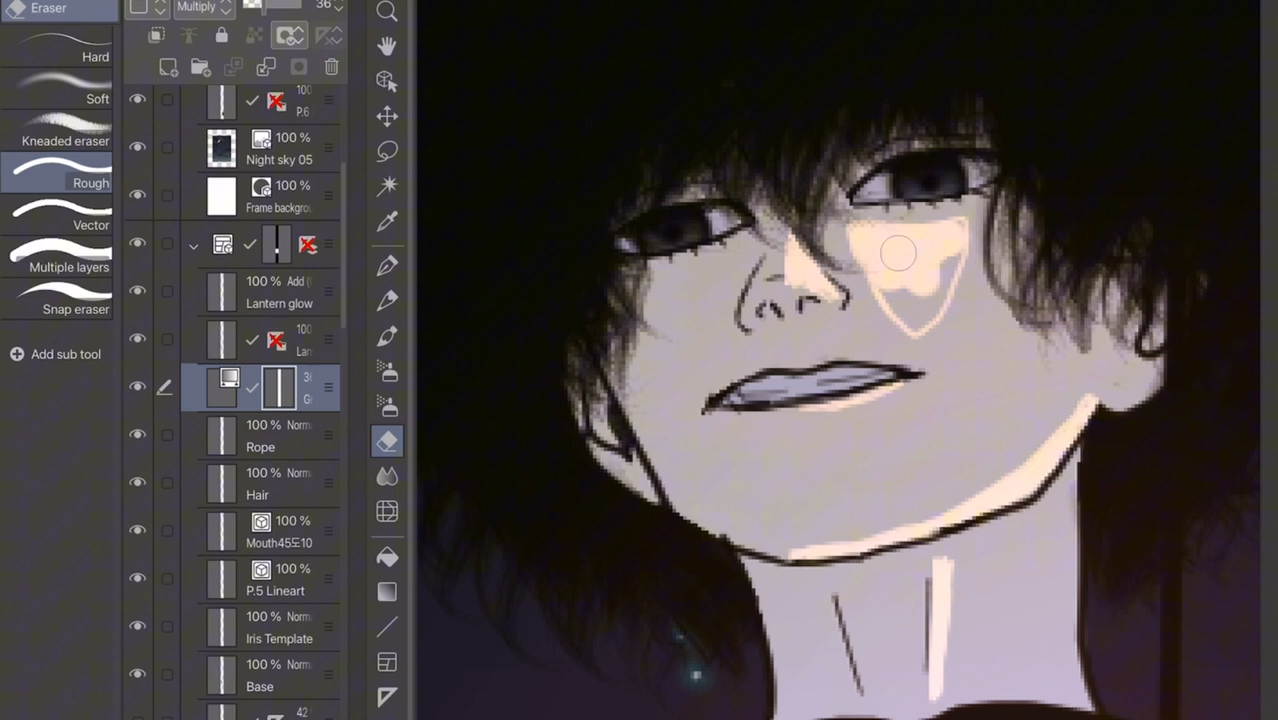 Eraser
Multiply
36
Hard
Soft
Kneaded eraser
Rough
Vector
Multiple layers
Snap eraser
Add sub tool
100
P.6
100 %
Night sky 05
100 %
Frame backgrou
100 % Add (
Lantern glow
100
Lan
100 % Norm
Rope
100 % Norm
Hair
100 %
Mouth45도10
100 %
P.5 Lineart
100 % Norm
Iris Template
100 % Norm
Base
42